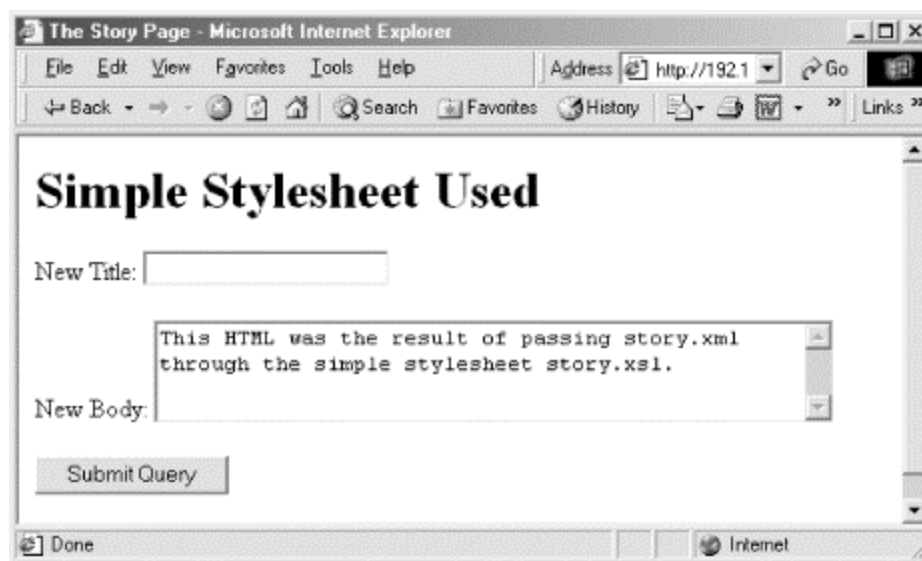 The Story Page - Microsoft Internet Explorer
File Edit View Favorites Tools Help Address http://192.1 Go
Back Search Favorites History » Links »
Simple Stylesheet Used
New Title:
This HTML was the result of passing story.xml
through the simple stylesheet story.xsl.
New Body:
Submit Query
Done Internet